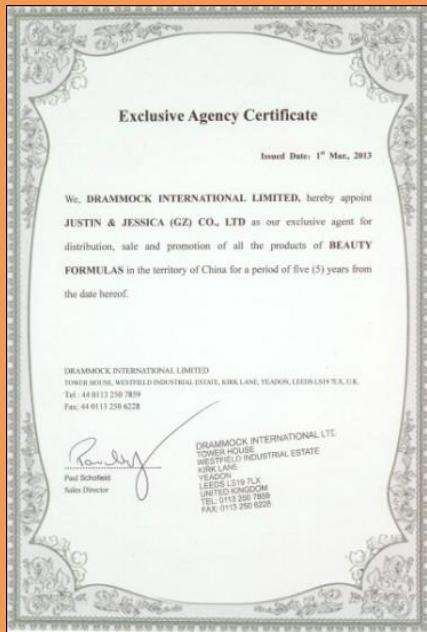 Exclusive Agency Certificate
Issued Date: 1st Mar., 2013
We, DRAMMOCK INTERNATIONAL LIMITED, hereby appoint
JUSTIN & JESSICA (GZ) CO., LTD as our exclusive agent for
distribution, sale and promotion of all the products of BEAUTY
FORMULAS in the territory of China for a period of five (5) years from
the date hereof.
DRAMMOCK INTERNATIONAL LIMITED
TOWER HOUSE, WESTFIELD INDUSTRIAL ESTATE, KIRK LANE, YEADON, LEEDS LS19 7LX, U.K.
Tel : 44 0113 250 7859
Fax: 44 0113 250 6228
Paul Schofield
Sales Director
DRAMMOCK INTERNATIONAL LTD
TOWER HOUSE
WESTFIELD INDUSTRIAL ESTATE
KIRK LANE
YEADON
LEEDS LS19 7LX
UNITED KINGDOM
TEL: 0113 250 7859
FAX: 0113 250 6228